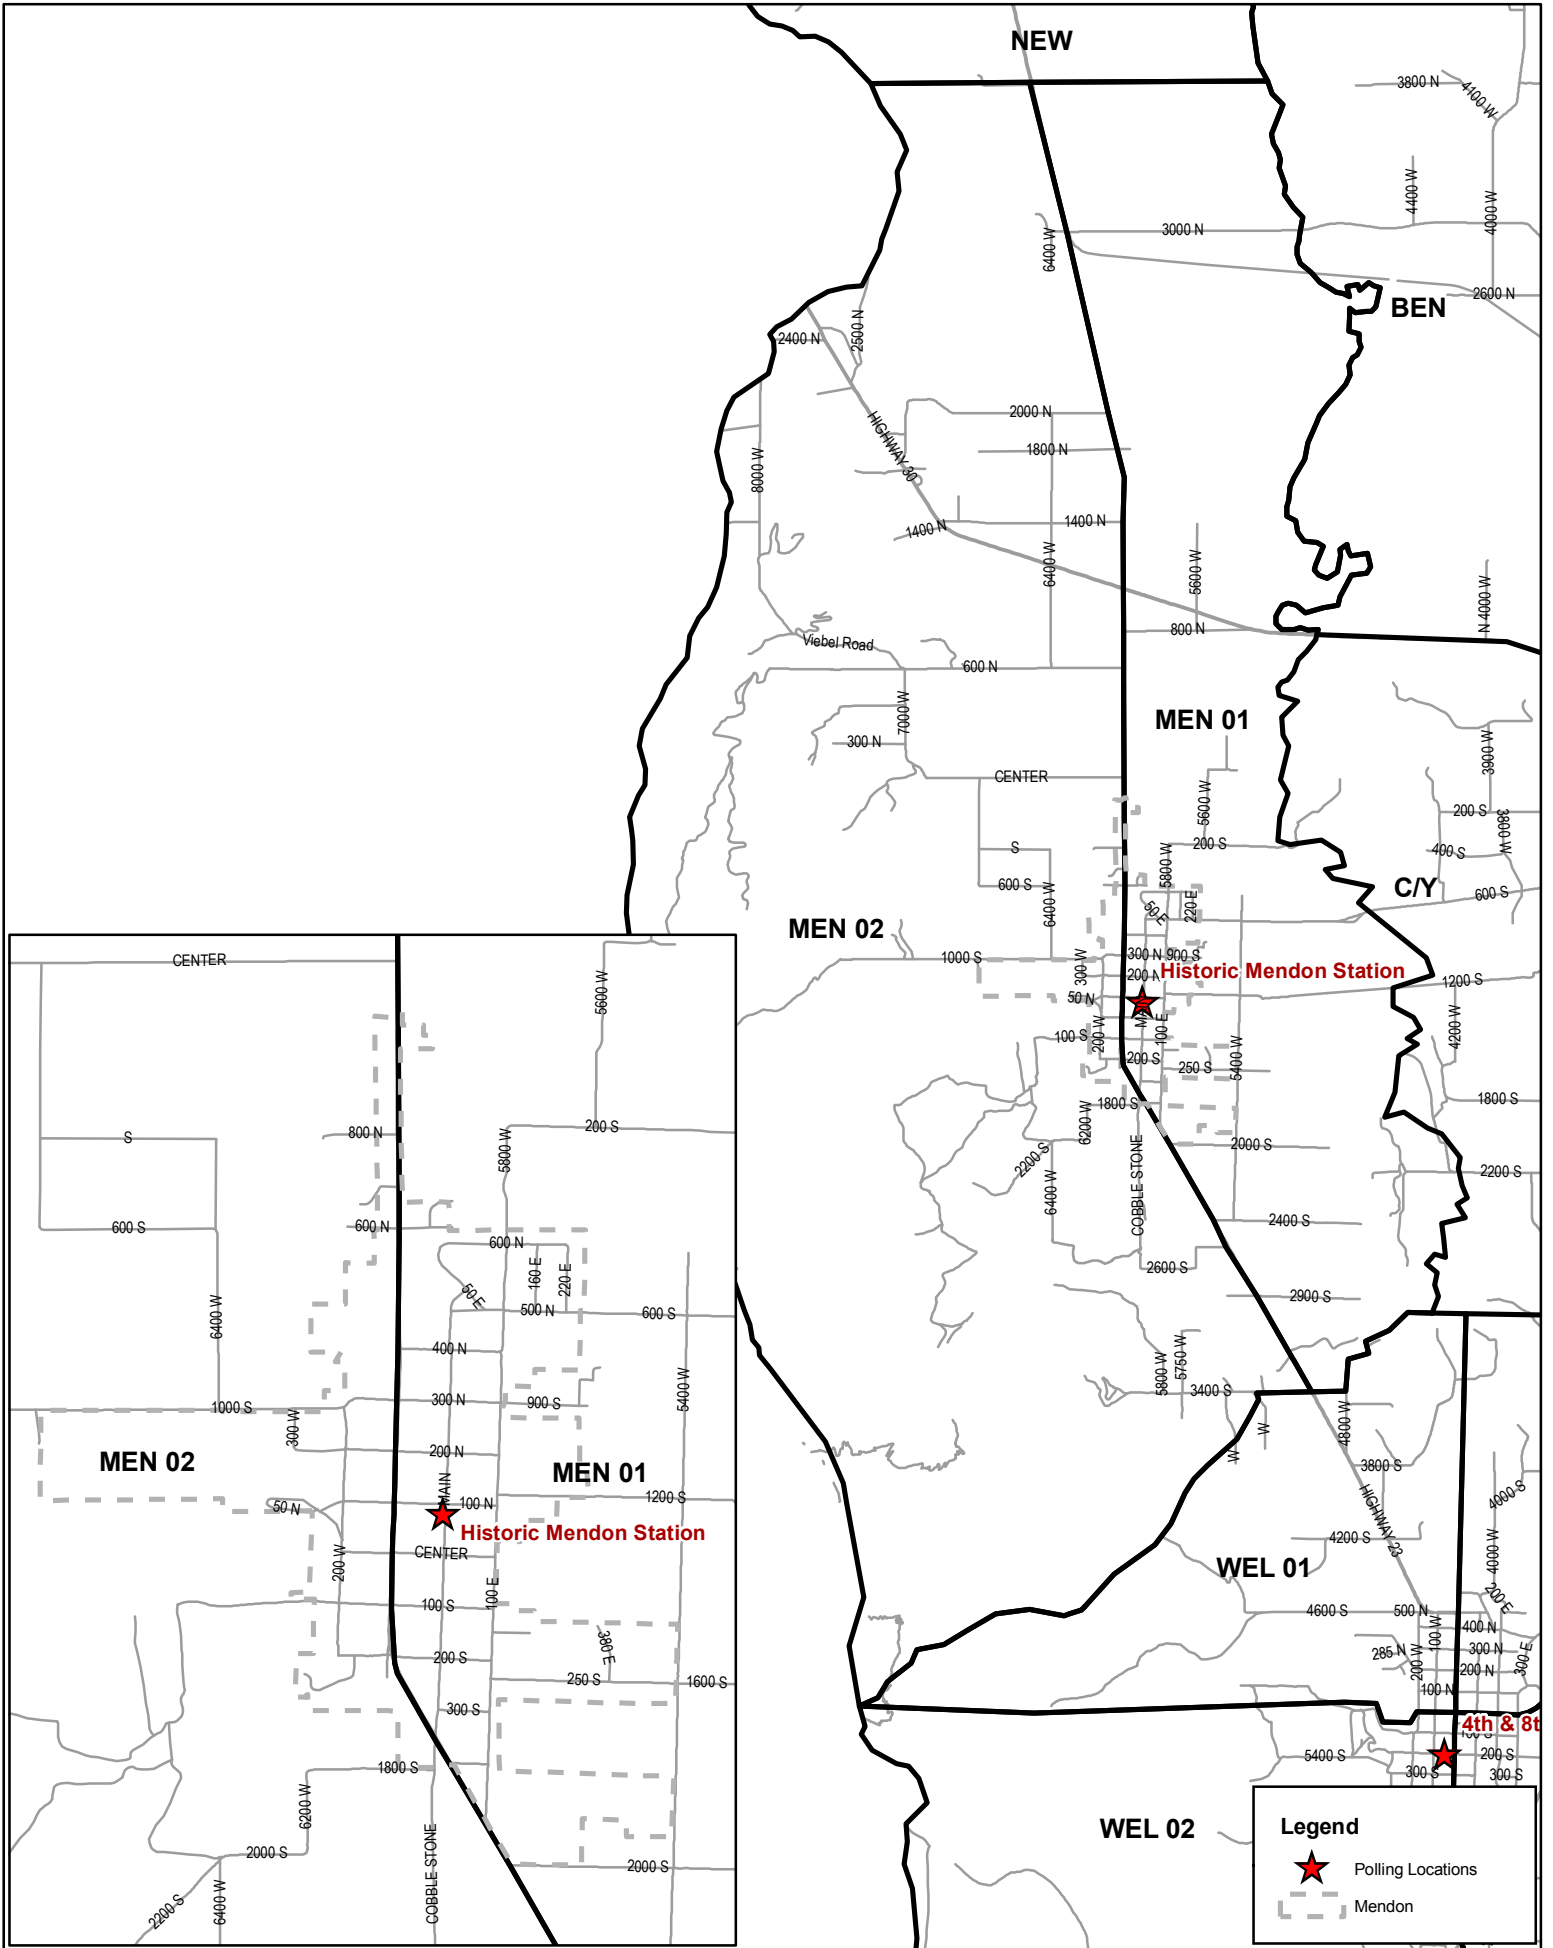 NEW
3800 N
4100 W
4400 W
4000 W
3000 N
6400 W
2600 N
BEN
2500 N
2400 N
HIGHWAY 30
2000 N
1800 N
8000 W
1400 N
1400 N
6400 W
5600 W
N 4000 W
800 N
Viebel Road
600 N
7000 W
MEN 01
300 N
3900 W
CENTER
5600 W
200 S
3800 W
200 S
S
400 S
5800 W
600 S
C/Y
600 S
6400 W
50 E
220 E
MEN 02
1000 S
300 N
900 S
300 W
200 N
Historic Mendon Station
1200 S
50 N
MA
200 W
100 E
4200 W
100 S
200 S
250 S
5400 W
1800 S
1800 S
6200 W
COBBLE STONE
2000 S
2200 S
2200 S
6400 W
2400 S
2600 S
2900 S
5800 W
5750 W
3400 S
W
W
4800 W
3800 S
HIGHWAY 23
4000 S
4200 S
4000 W
WEL 01
200 E
4600 S
500 N
100 W
400 N
285 N
200 W
300 N
300 E
200 N
100 N
4th & 8t
5400 S
200 S
300 S
300 S
WEL 02
CENTER
5600 W
800 N
S
5800 W
200 S
600 S
600 N
600 N
160 E
220 E
50 E
6400 W
500 N
600 S
400 N
5400 W
300 N
900 S
1000 S
300 W
200 N
MEN 02
MEN 01
MAIN
1200 S
50 N
100 N
Historic Mendon Station
CENTER
200 W
100 E
100 S
380 E
200 S
250 S
1600 S
300 S
1800 S
6200 W
COBBLE STONE
2000 S
2000 S
2200 S
6400 W
Legend
Polling Locations
Mendon